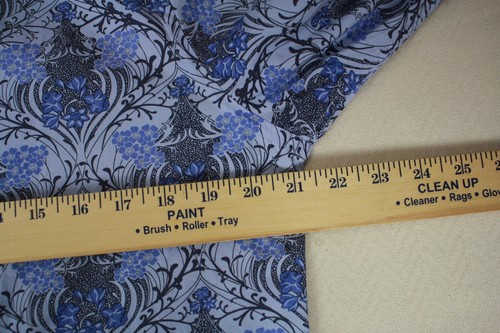 15 16 17 18 19 20 21 22 23 24 25
PAINT
• Brush • Roller • Tray
CLEAN UP
• Cleaner • Rags • Glo